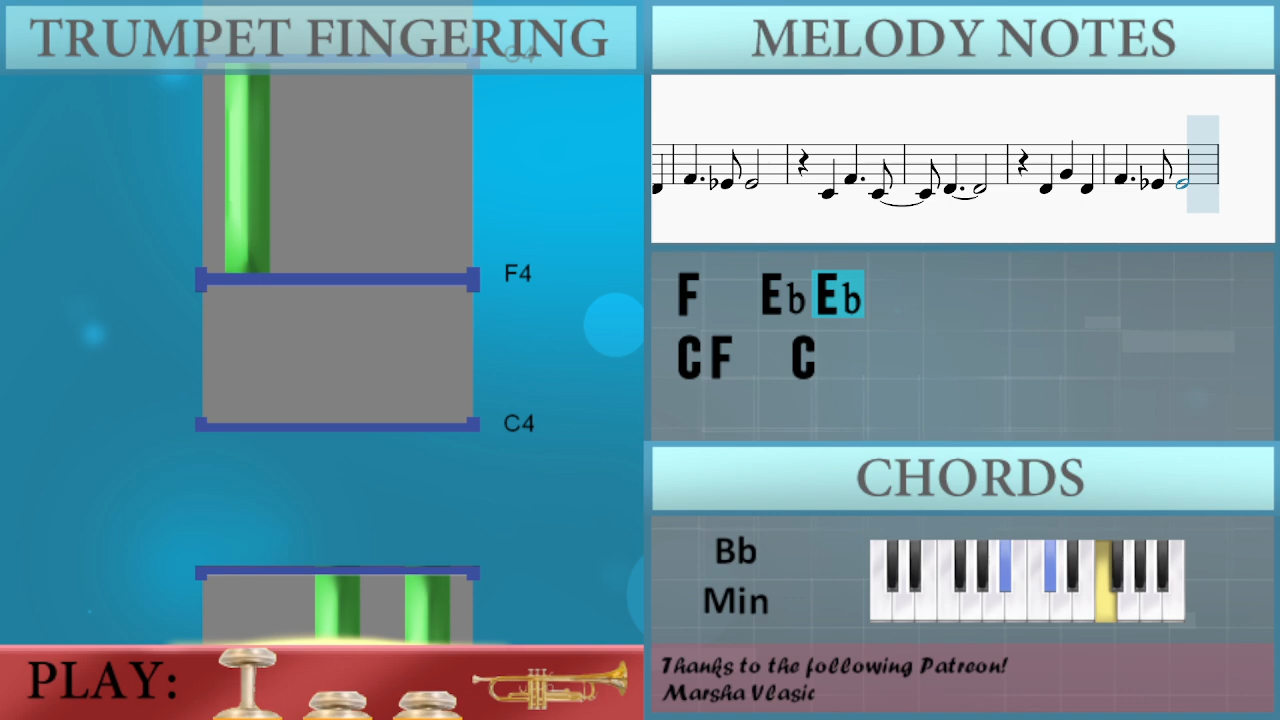 TRUMPET FINGERING
G4
F4
C4
PLAY:
MELODY NOTES
F Eb Eb
C F C
CHORDS
Bb
Min
Thanks to the following Patreon!
Marsha Vlasic